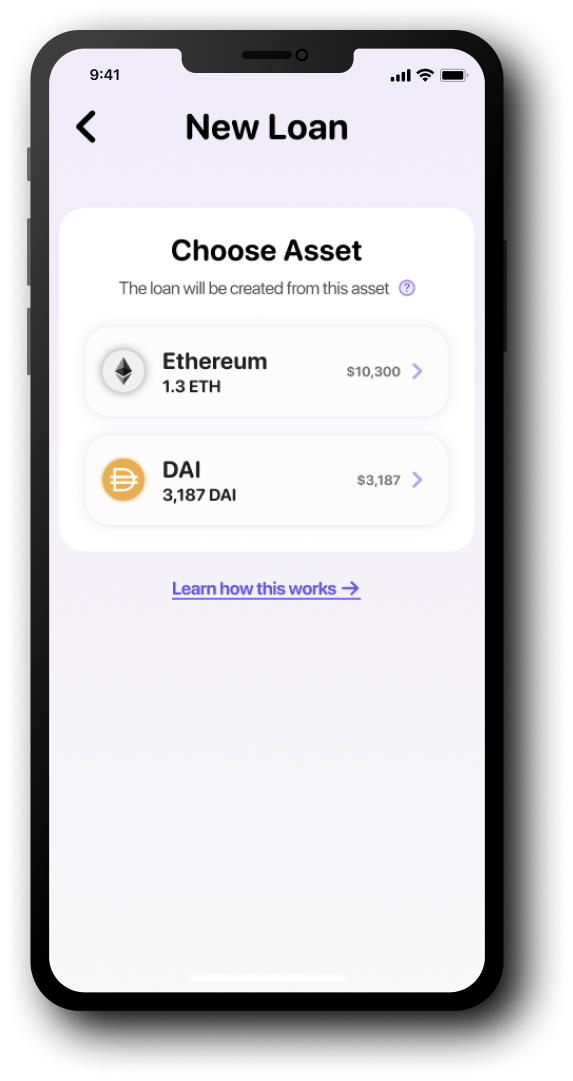 9:41
New Loan
Choose Asset
The loan will be created from this asset ?
Ethereum
1.3 ETH
$10,300
DAI
3,187 DAI
$3,187
Learn how this works →